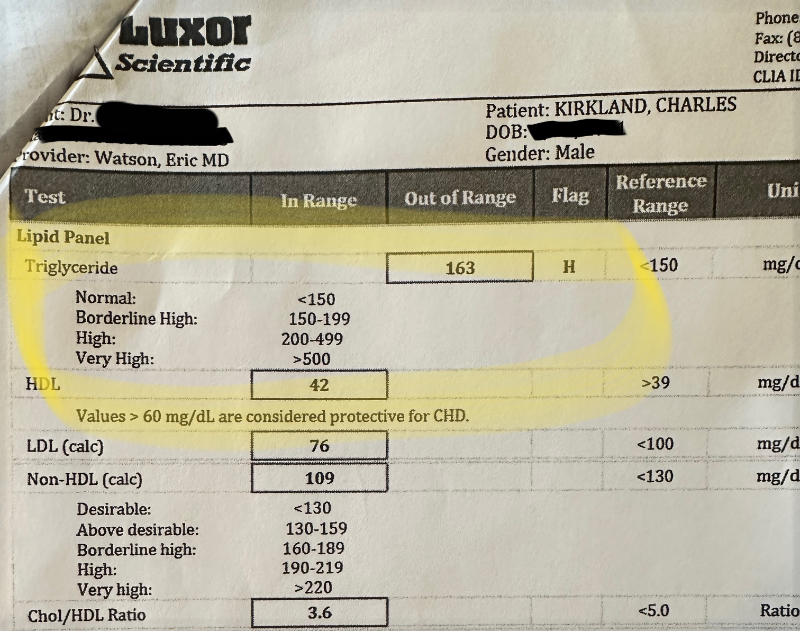 Luxor
Scientific
Phone
Fax: (8
CLIA
Dr.
Patient: KIRKLAND, CHARLES
DOB:
Provider: Watson, Eric MD
Gender: Male
Test In Range Out of Range Flag Reference Range Uni
Lipid Panel
Triglyceride 163 H <150 mg/
Normal: <150
Borderline High: 150-199
High: 200-499
Very High: >500
HDL 42 >39 mg/d
Values > 60 mg/dL are considered protective for CHD.
LDL (calc) 76 <100 mg/d
Non-HDL (calc) 109 <130 mg/d
Desirable: <130
Above desirable: 130-159
Borderline high: 160-189
High: 190-219
Very high: >220
Chol/HDL Ratio 3.6 <5.0 Ratio